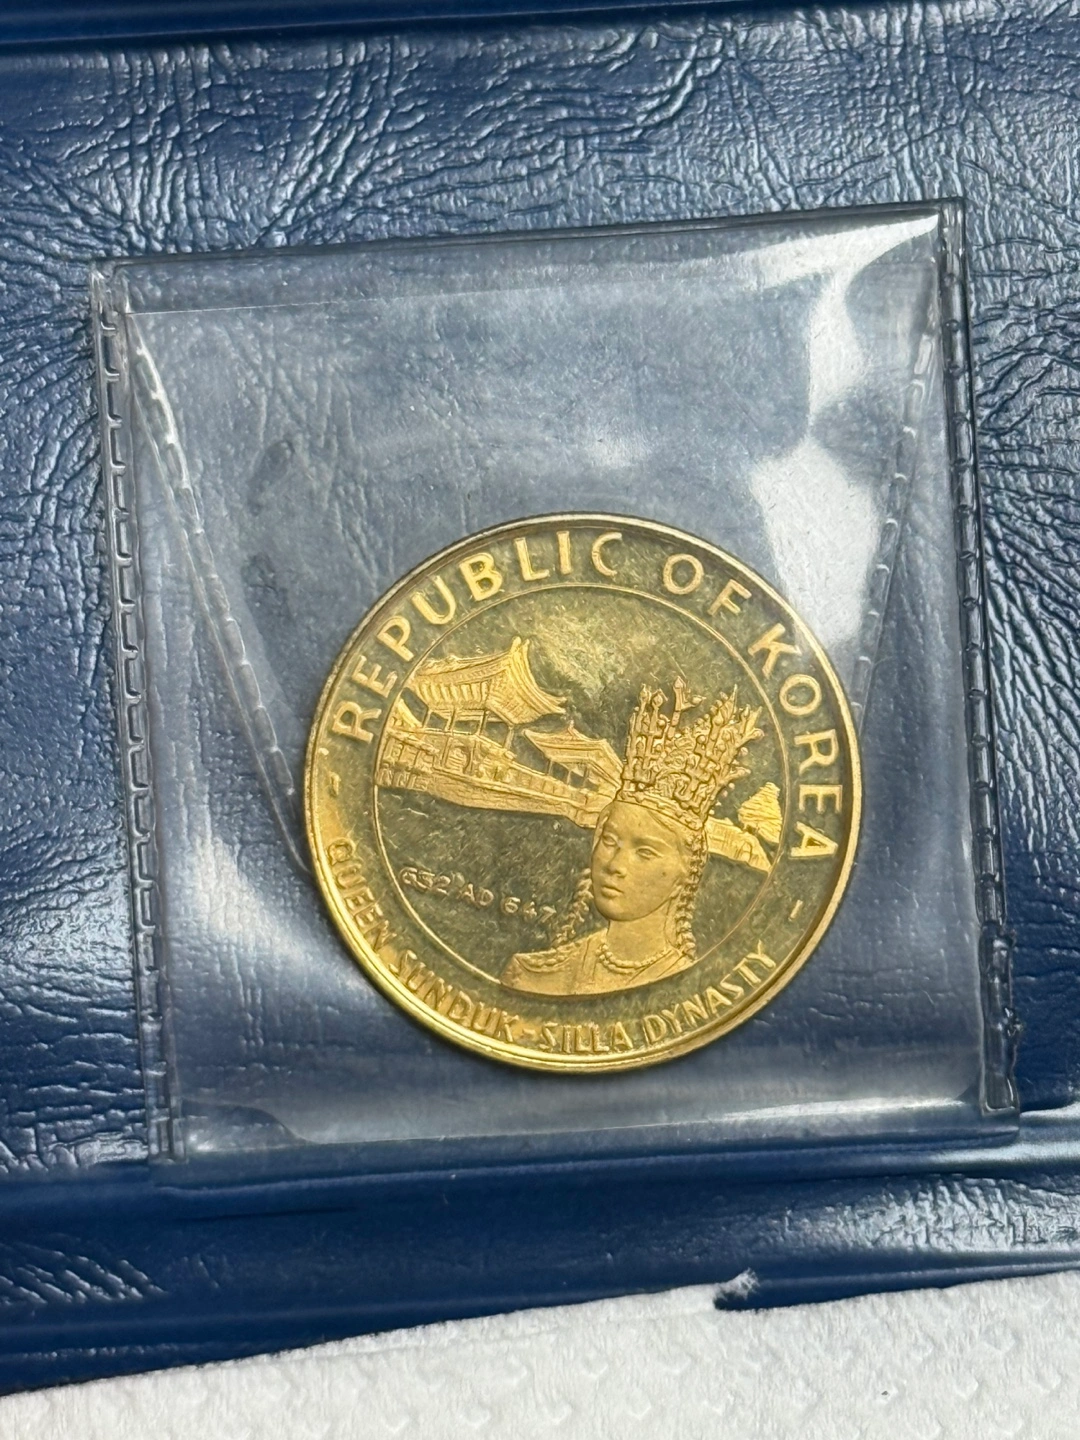 REPUBLIC OF KOREA
632 AD 647
QUEEN SUNDUK-SILLA DYNASTY